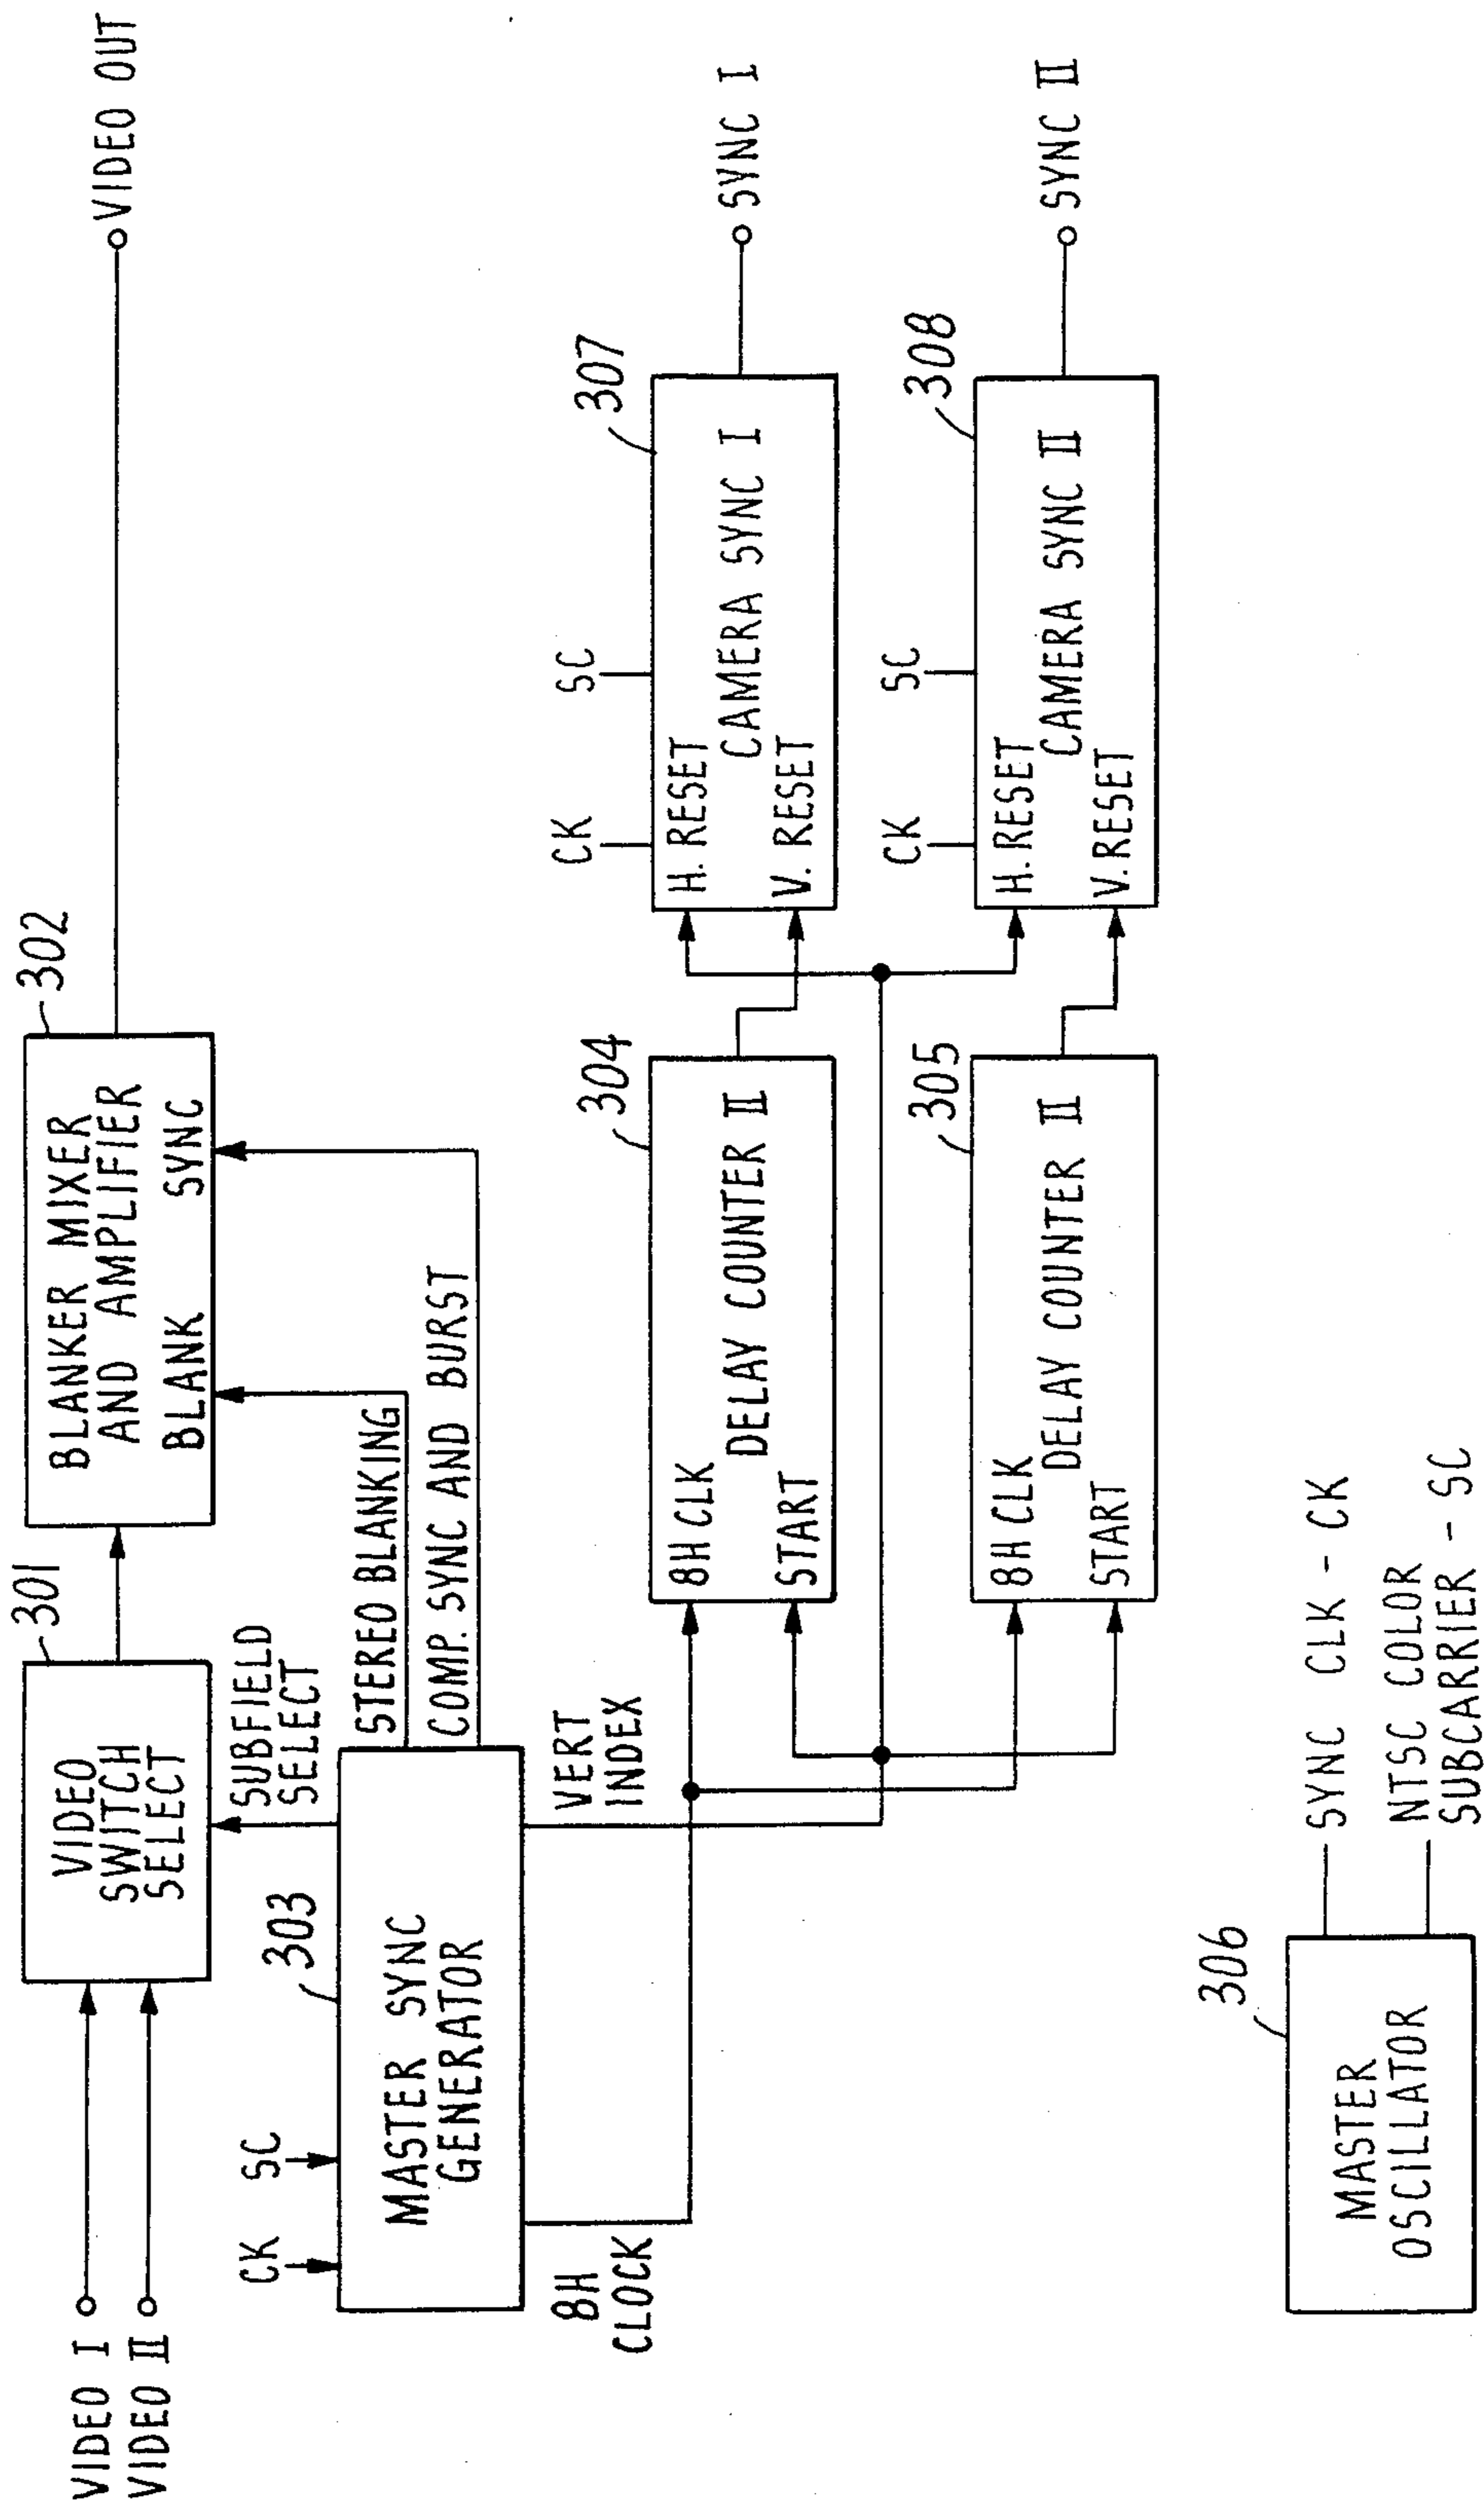 VIDEO I
VIDEO II
301
VIDEO
SWITCH
SELECT
302
BLANKER MIXER
AND AMPLIFIER
BLANK SYNC
VIDEO OUT
SUBFIELD
SELECT
CK SC
303
MASTER SYNC
GENERATOR
STEREO BLANKING
COMP. SYNC AND BURST
8H
CLOCK
VERT
INDEX
304
8H CLK
DELAY COUNTER II
START
CK SC
307
H. RESET
CAMERA SYNC I
V. RESET
SYNC I
305
8H CLK
DELAY COUNTER II
START
CK SC
308
H. RESET
CAMERA SYNC II
V. RESET
SYNC II
306
MASTER
OSCILLATOR
SYNC CLK - CK
NTSC COLOR
SUBCARRIER - SC